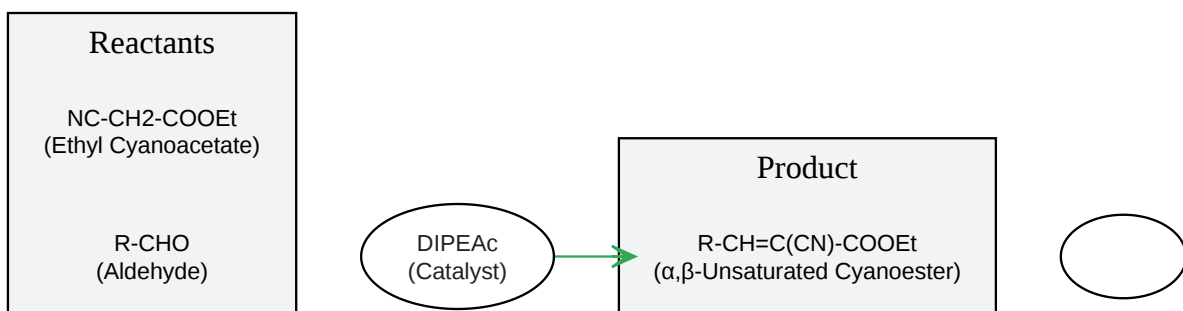 Reactants
NC-CH2-COOEt
(Ethyl Cyanoacetate)
R-CHO
(Aldehyde)
DIPEAc
(Catalyst)
Product
R-CH=C(CN)-COOEt
(α,β-Unsaturated Cyanoester)